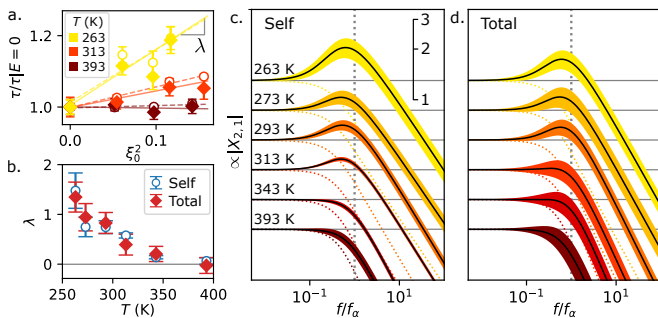 a.
τ/τ|E = 0
1.2
1.0
T (K)
263
313
393
λ
0.0
0.1
ξ₀²
b.
λ
2
1
0
Self
Total
250
300
350
400
T (K)
c.
Self
3
2
1
∝|X₂,₁|
263 K
273 K
293 K
313 K
343 K
393 K
10⁻¹
10¹
f/fα
d.
Total
10⁻¹
10¹
f/fα